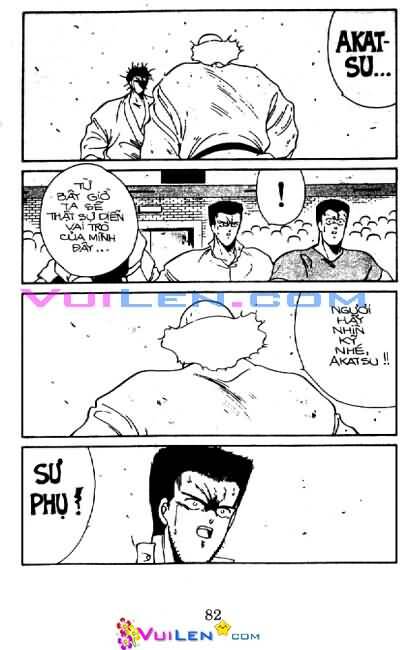 AKAT-
SU...
TỪ
BÂY GIỜ
TA SẼ
THẬT SỰ DIỄN
VAI TRÒ
CỦA MÌNH
ĐÂY...
!
VuiLen.com
NGƯƠI
HÃY
NHÌN
KỸ
NHÉ,
AKATSU!!
SƯ
PHỤ!
82
VuiLen.com